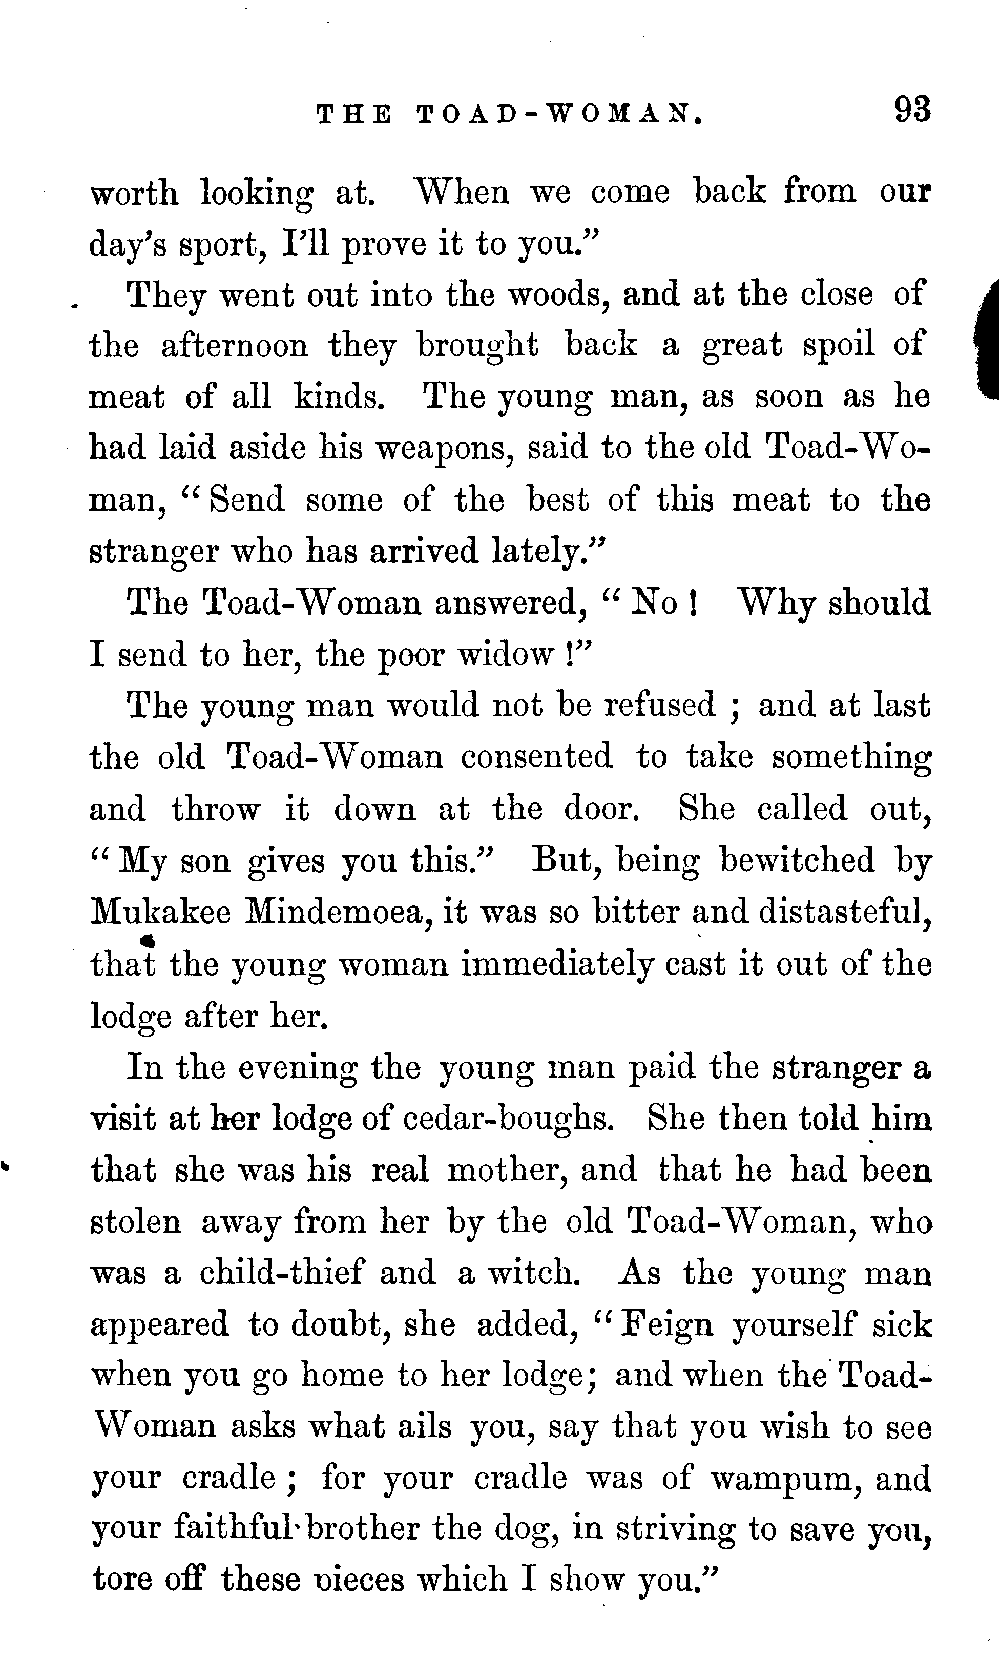 THE TOAD-WOMAN. 93
worth looking at. When we come back from our
day's sport, I'll prove it to you."
They went out into the woods, and at the close of
the afternoon they brought back a great spoil of
meat of all kinds. The young man, as soon as he
had laid aside his weapons, said to the old Toad-Wo-
man, "Send some of the best of this meat to the
stranger who has arrived lately."
The Toad-Woman answered, "No! Why should
I send to her, the poor widow!"
The young man would not be refused; and at last
the old Toad-Woman consented to take something
and throw it down at the door. She called out,
"My son gives you this." But, being bewitched by
Mukakee Mindemoea, it was so bitter and distasteful,
that the young woman immediately cast it out of the
lodge after her.
In the evening the young man paid the stranger a
visit at her lodge of cedar-boughs. She then told him
that she was his real mother, and that he had been
stolen away from her by the old Toad-Woman, who
was a child-thief and a witch. As the young man
appeared to doubt, she added, "Feign yourself sick
when you go home to her lodge; and when the Toad-
Woman asks what ails you, say that you wish to see
your cradle; for your cradle was of wampum, and
your faithful brother the dog, in striving to save you,
tore off these pieces which I show you."